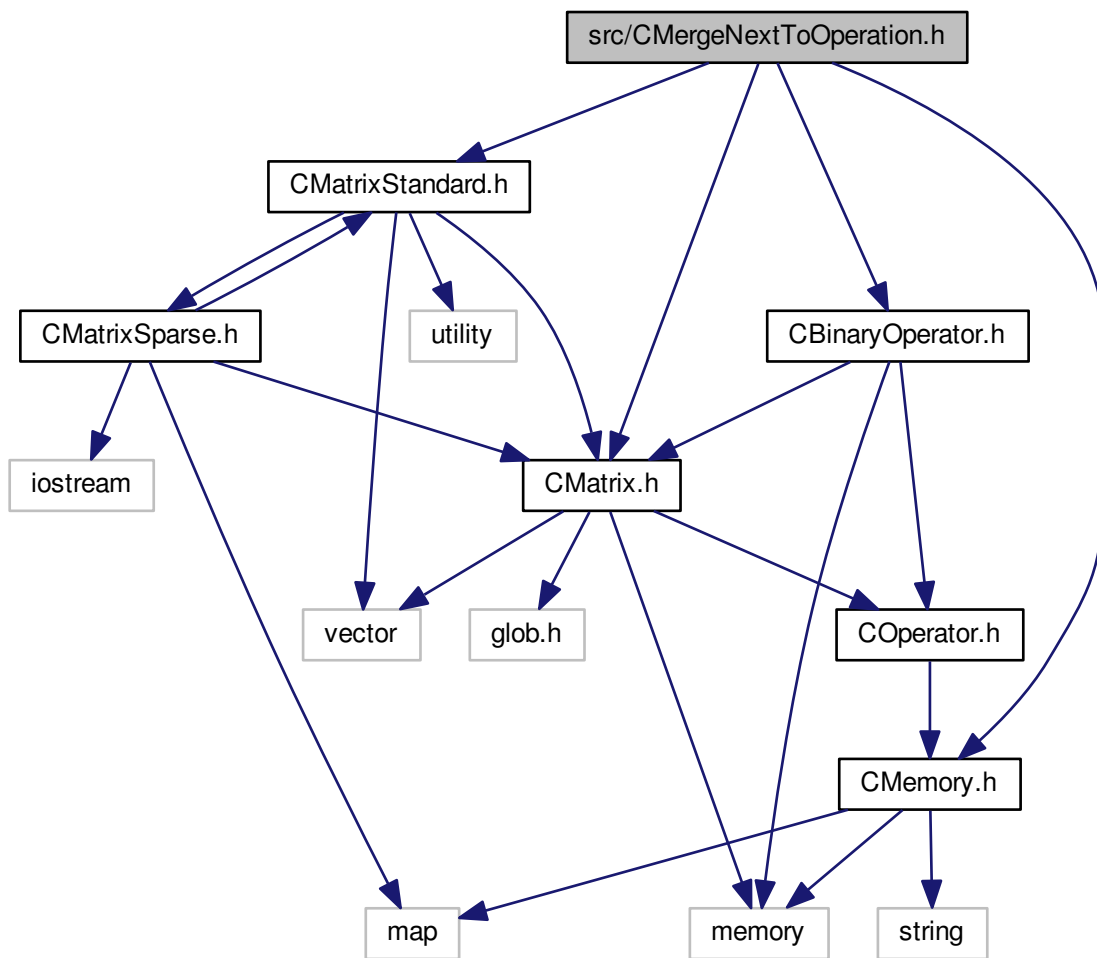 src/CMergeNextToOperation.h
CMatrixStandard.h
CMatrixSparse.h
utility
CBinaryOperator.h
iostream
CMatrix.h
vector
glob.h
COperator.h
CMemory.h
map
memory
string